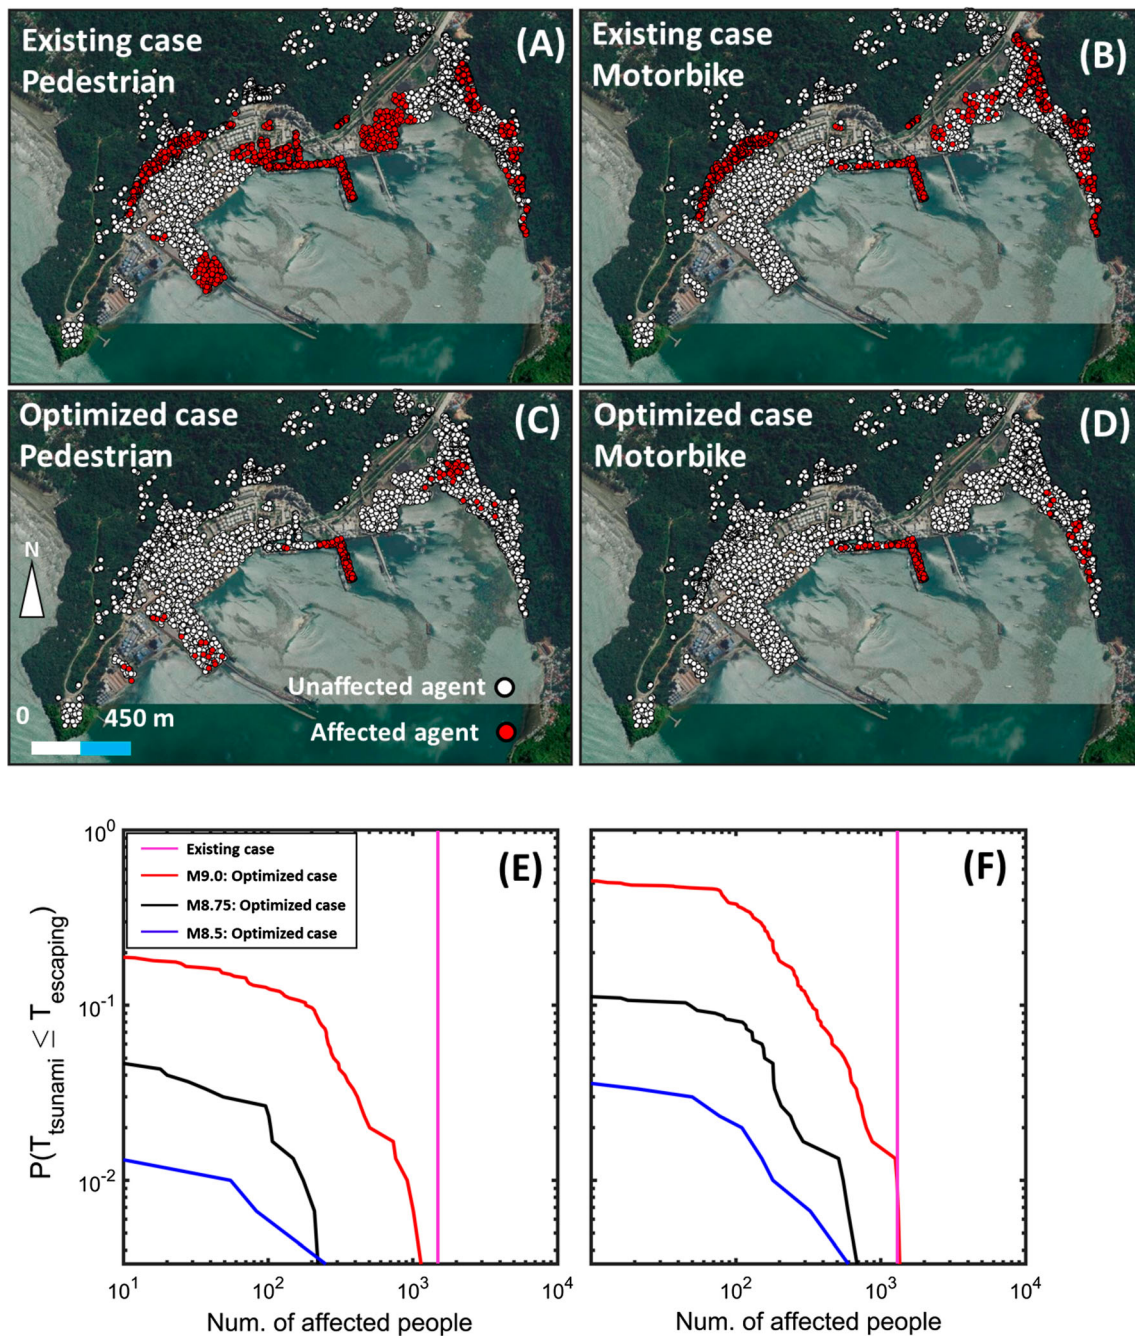 Existing case
Pedestrian
(A)
Existing case
Motorbike
(B)
Optimized case
Pedestrian
(C)
N
Unaffected agent
0 450 m
Affected agent
Optimized case
Motorbike
(D)
10^0
10^-1
10^-2
P(T_tsunami ≤ T_escaping)
Existing case
M9.0: Optimized case
M8.75: Optimized case
M8.5: Optimized case
(E)
10^1 10^2 10^3 10^4
Num. of affected people
(F)
10^2 10^3 10^4
Num. of affected people